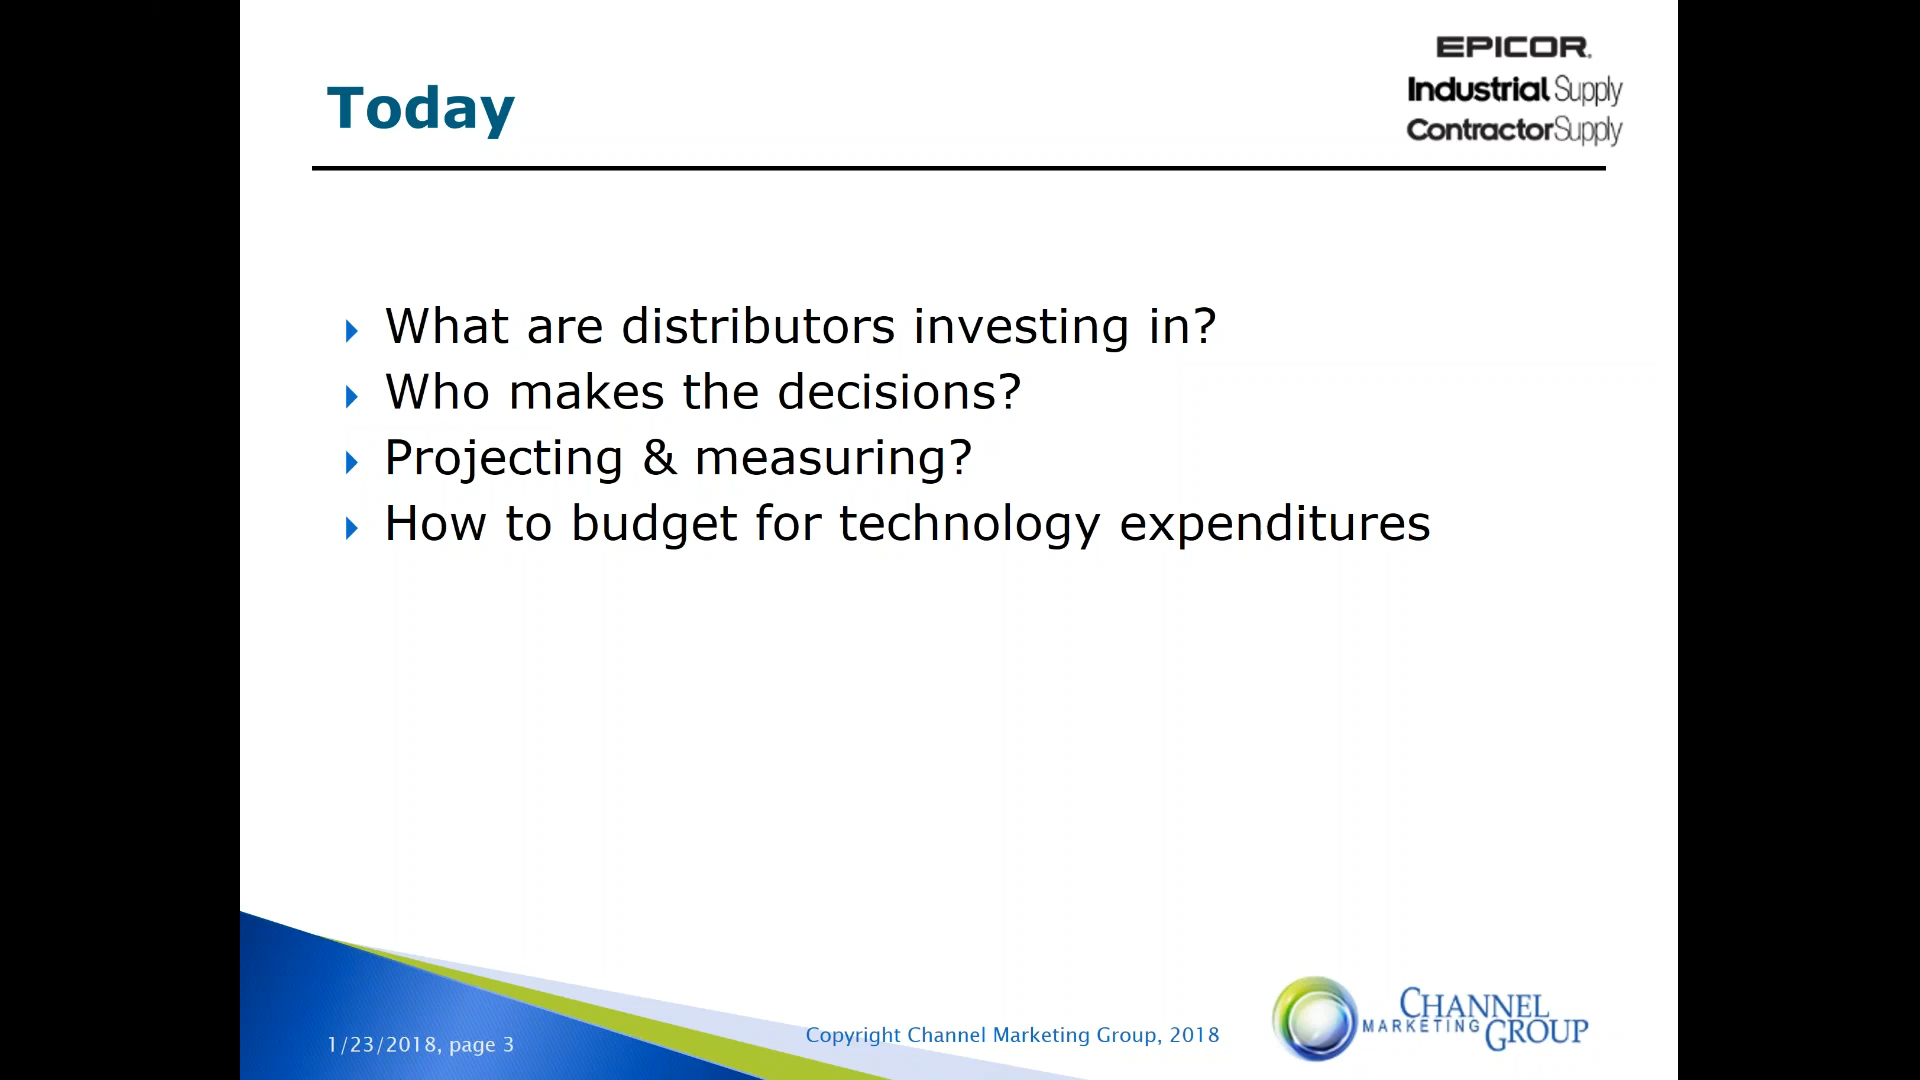 EPICOR.
Today
Industrial Supply
Contractor Supply
What are distributors investing in?
Who makes the decisions?
Projecting & measuring?
How to budget for technology expenditures
1/23/2018, page 3
Copyright Channel Marketing Group, 2018
CHANNEL
MARKETING GROUP